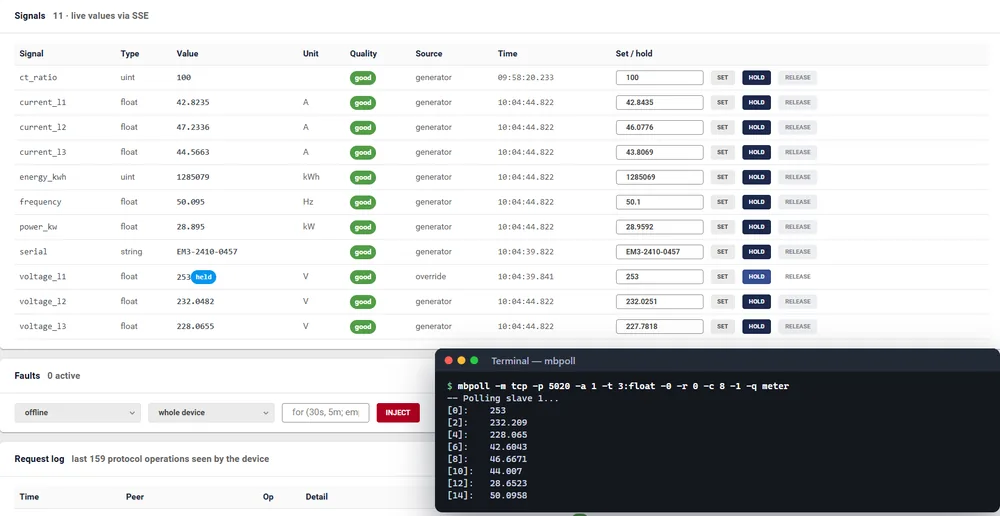 Signals 11 · live values via SSE
Signal Type Value Unit Quality Source Time Set / hold
ct_ratio uint 100 good generator 09:58:20.233 100 SET HOLD RELEASE
current_l1 float 42.8235 A good generator 10:04:44.822 42.8435 SET HOLD RELEASE
current_l2 float 47.2336 A good generator 10:04:44.822 46.0776 SET HOLD RELEASE
current_l3 float 44.5663 A good generator 10:04:44.822 43.8069 SET HOLD RELEASE
energy_kwh uint 1285079 kWh good generator 10:04:44.822 1285069 SET HOLD RELEASE
frequency float 50.095 Hz good generator 10:04:44.822 50.1 SET HOLD RELEASE
power_kw float 28.895 kW good generator 10:04:44.822 28.9592 SET HOLD RELEASE
serial string EM3-2410-0457 good generator 10:04:39.822 EM3-2410-0457 SET HOLD RELEASE
voltage_l1 float 253 held V good override 10:04:39.841 253 SET HOLD RELEASE
voltage_l2 float 232.0482 V good generator 10:04:44.822 232.0251 SET HOLD RELEASE
voltage_l3 float 228.0655 V good generator 10:04:44.822 227.7818 SET HOLD RELEASE
Faults 0 active
offline whole device for (30s, 5m; em INJECT
Request log last 159 protocol operations seen by the device
Time Peer Op Detail
Terminal — mbpoll
$ mbpoll -m tcp -p 5020 -a 1 -t 3:float -0 -r 0 -c 8 -1 -q meter
-- Polling slave 1...
[0]: 253
[2]: 232.209
[4]: 228.065
[6]: 42.6043
[8]: 46.6671
[10]: 44.007
[12]: 28.6523
[14]: 50.0958